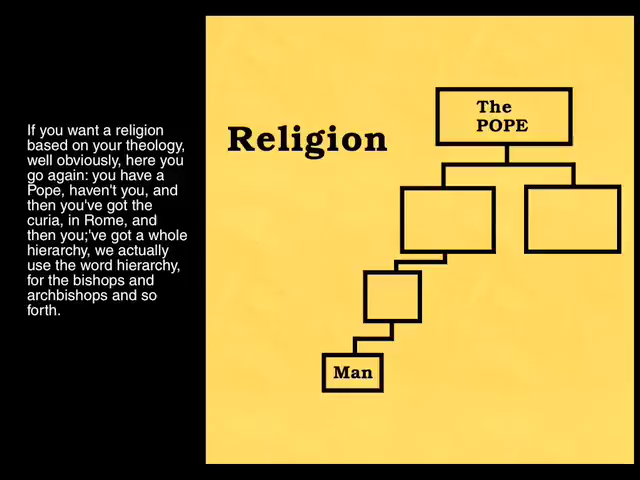 If you want a religion
based on your theology,
well obviously, here you
go again: you have a
Pope, haven't you, and
then you've got the
curia, in Rome, and
then you;'ve got a whole
hierarchy, we actually
use the word hierarchy,
for the bishops and
archbishops and so
forth.
Religion
The
POPE
Man